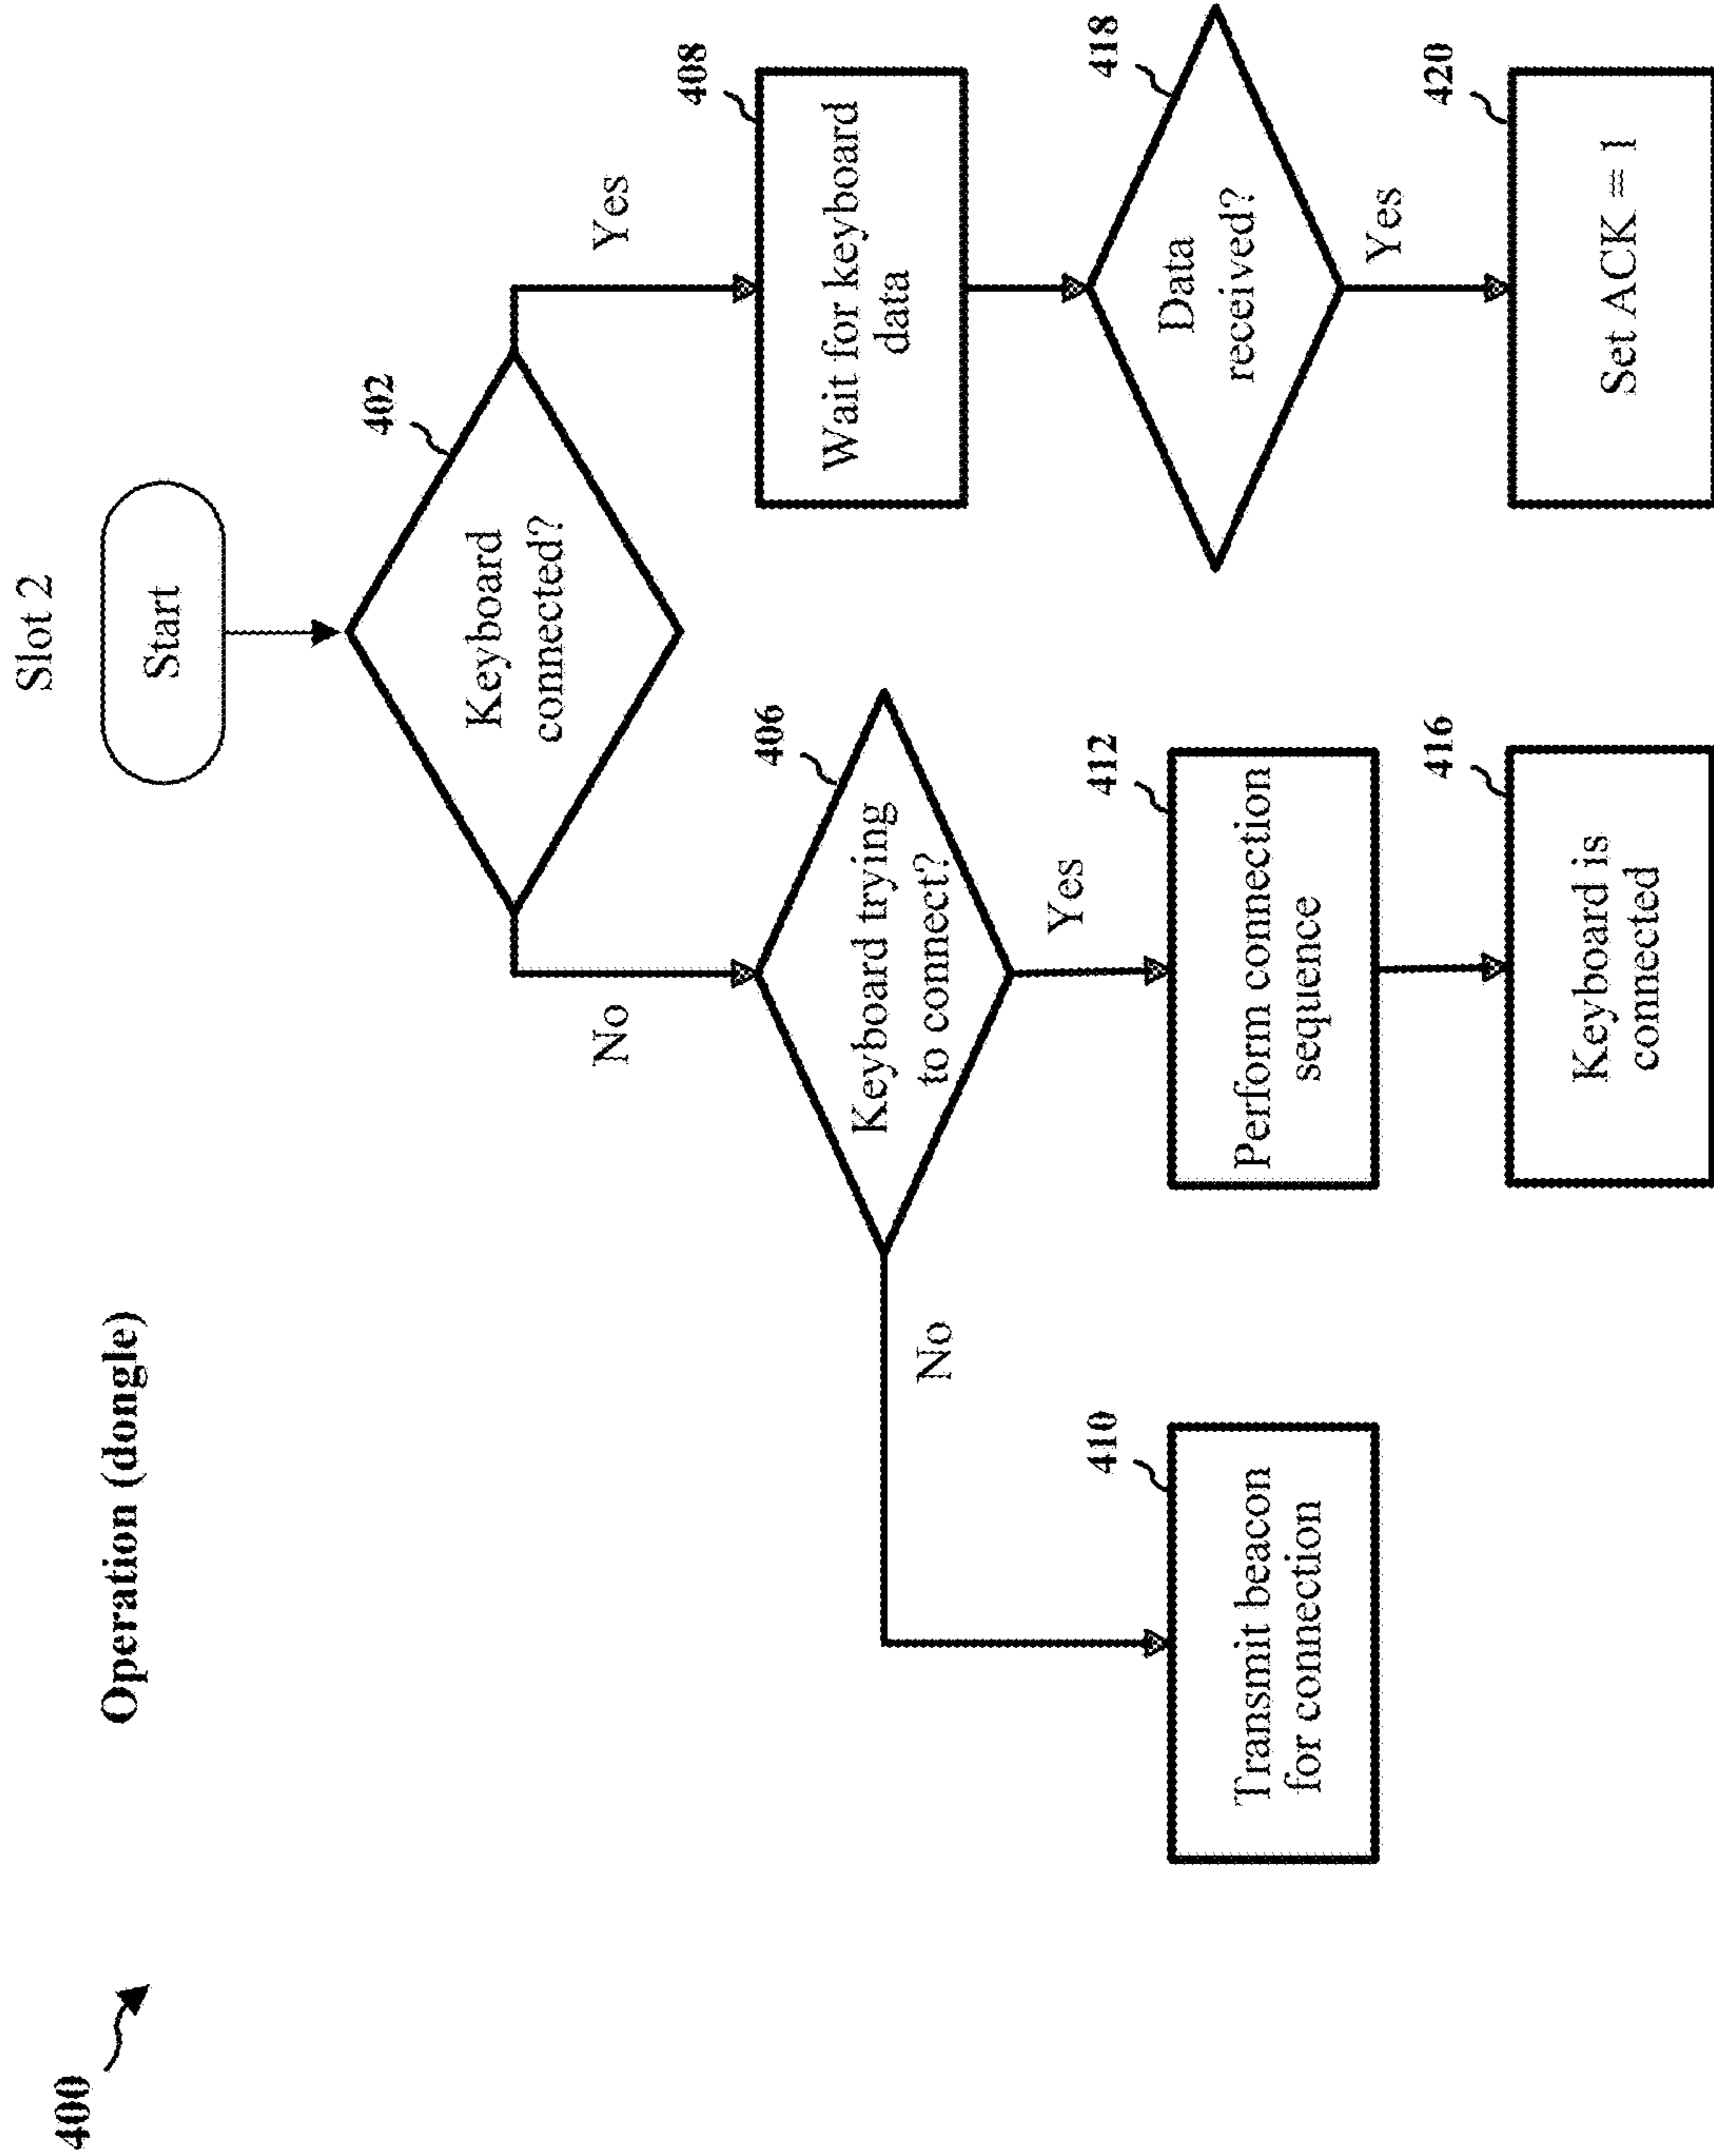 400
Operation (dongle)
Slot 2
Start
402
Keyboard
connected?
No
Yes
406
Keyboard trying
to connect?
408
Wait for keyboard
data
No
Yes
410
Transmit beacon
for connection
412
Perform connection
sequence
418
Data
received?
Yes
416
Keyboard is
connected
420
Set ACK = 1